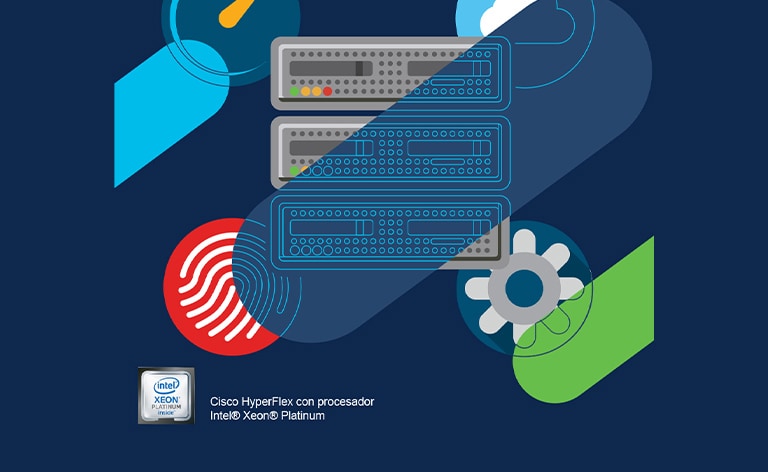 intel
XEON
PLATINUM
inside
Cisco HyperFlex con procesador
Intel® Xeon® Platinum